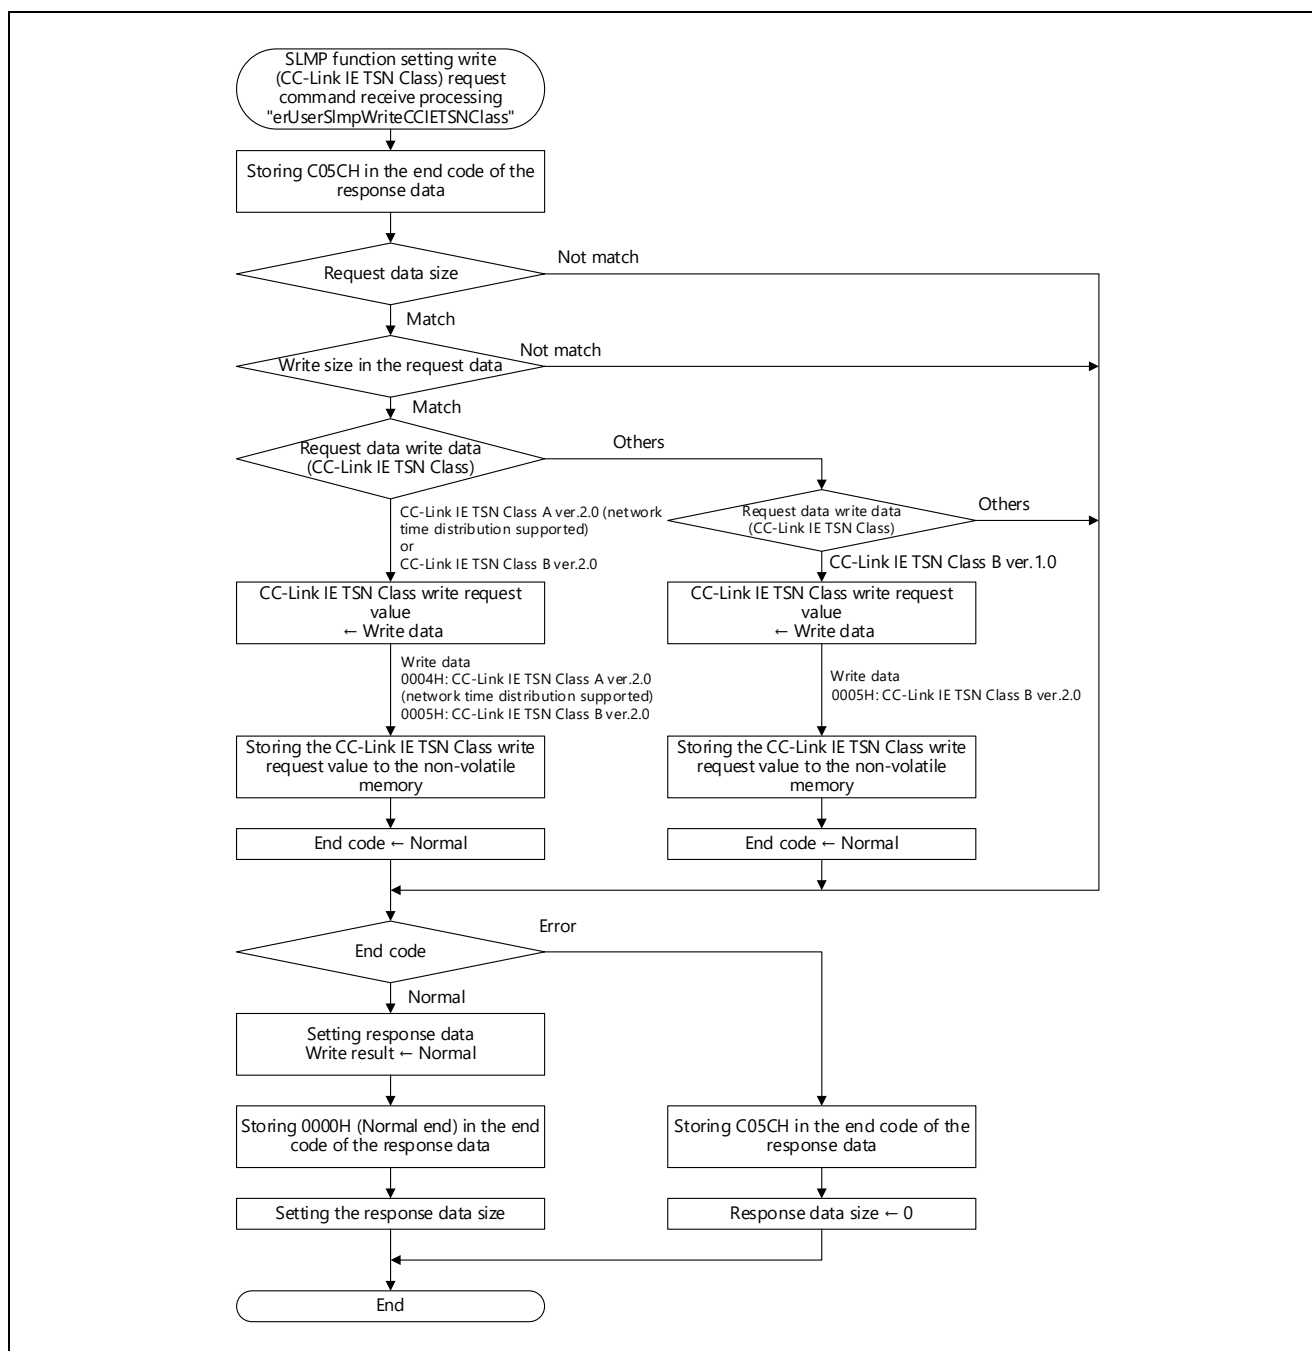 SLMP function setting write
(CC-Link IE TSN Class) request
command receive processing
"erUserSlmpWriteCCIETSNClass"
Storing C05CH in the end code of the
response data
Request data size
Not match
Match
Write size in the request data
Not match
Match
Request data write data
(CC-Link IE TSN Class)
Others
Request data write data
(CC-Link IE TSN Class)
Others
CC-Link IE TSN Class A ver.2.0 (network
time distribution supported)
or
CC-Link IE TSN Class B ver.2.0
CC-Link IE TSN Class B ver.1.0
CC-Link IE TSN Class write request
value
← Write data
CC-Link IE TSN Class write request
value
← Write data
Write data
0004H: CC-Link IE TSN Class A ver.2.0
(network time distribution supported)
0005H: CC-Link IE TSN Class B ver.2.0
Write data
0005H: CC-Link IE TSN Class B ver.2.0
Storing the CC-Link IE TSN Class write
request value to the non-volatile
memory
Storing the CC-Link IE TSN Class write
request value to the non-volatile
memory
End code ← Normal
End code ← Normal
End code
Error
Normal
Setting response data
Write result ← Normal
Storing 0000H (Normal end) in the end
code of the response data
Storing C05CH in the end code of the
response data
Setting the response data size
Response data size ← 0
End